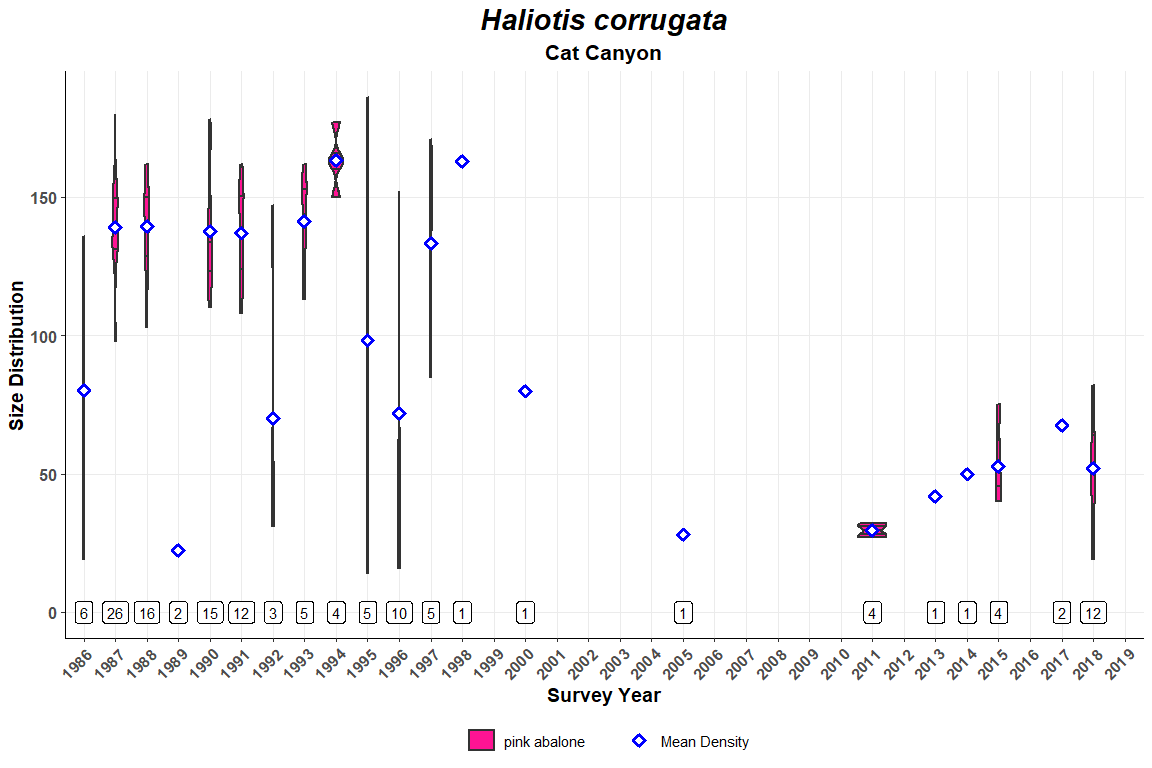 Haliotis corrugata
Cat Canyon
Size Distribution
150
100
50
0
6 26 16 2 15 12 3 5 4 5 10 5 1 1 1 4 1 1 4 2 12
1986 1987 1988 1989 1990 1991 1992 1993 1994 1995 1996 1997 1998 1999 2000 2001 2002 2003 2004 2005 2006 2007 2008 2009 2010 2011 2012 2013 2014 2015 2016 2017 2018 2019
Survey Year
pink abalone Mean Density